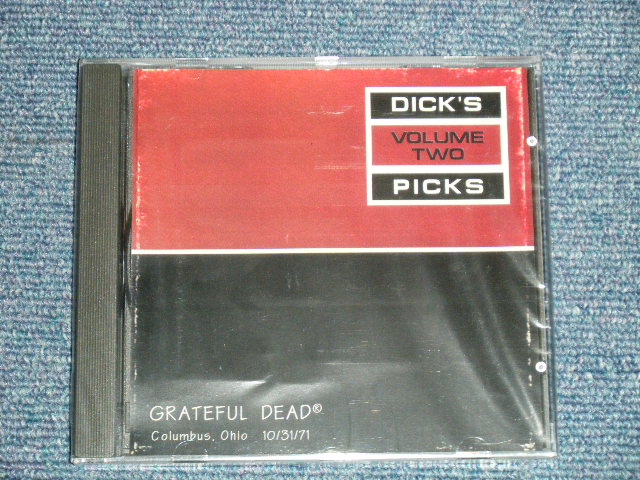 DICK'S
VOLUME
TWO
PICKS
GRATEFUL DEAD®
Columbus, Ohio 10/31/71